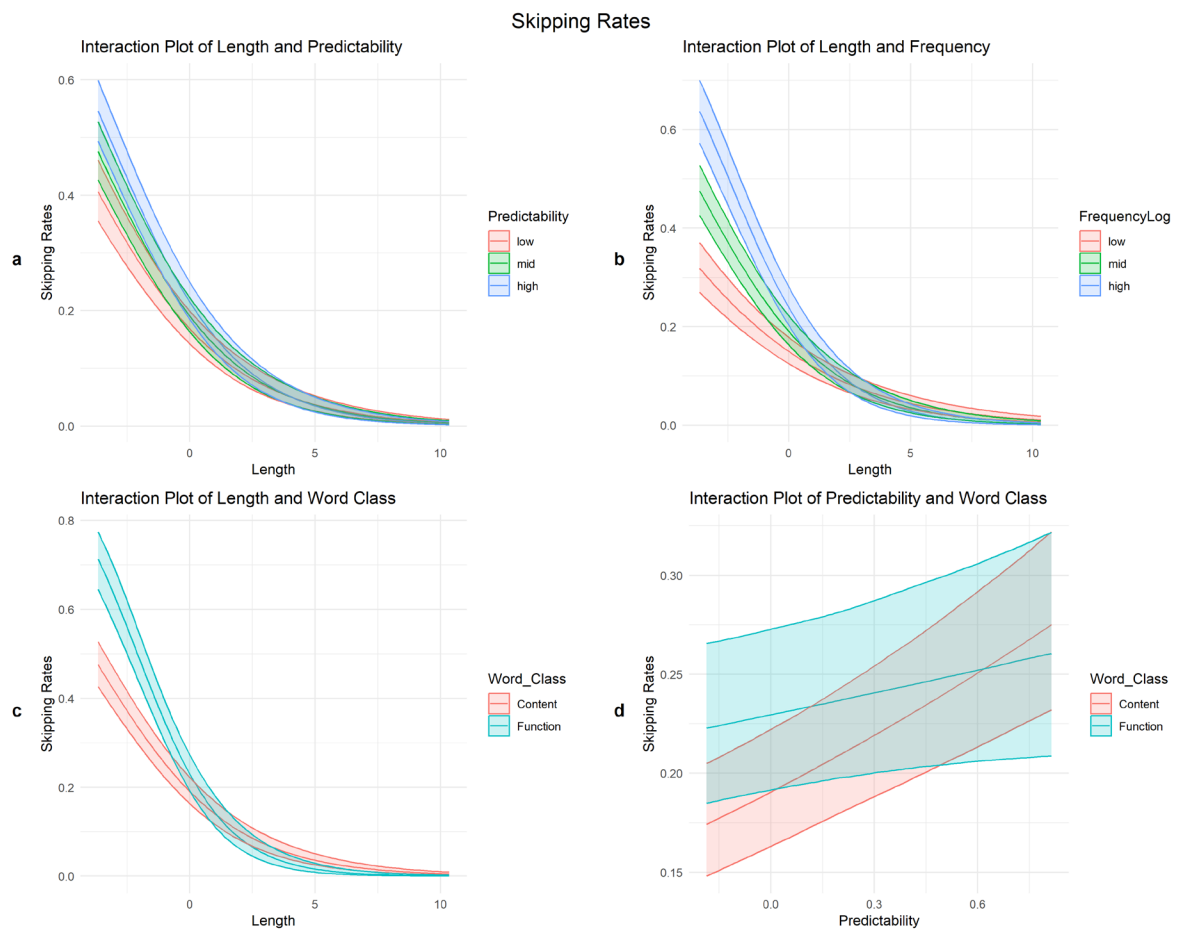 Skipping Rates
a
Interaction Plot of Length and Predictability
Skipping Rates
0.6
0.4
0.2
0.0
0
5
10
Length
Predictability
low
mid
high
b
Interaction Plot of Length and Frequency
Skipping Rates
0.6
0.4
0.2
0.0
0
5
10
Length
FrequencyLog
low
mid
high
c
Interaction Plot of Length and Word Class
Skipping Rates
0.8
0.6
0.4
0.2
0.0
0
5
10
Length
Word_Class
Content
Function
d
Interaction Plot of Predictability and Word Class
Skipping Rates
0.30
0.25
0.20
0.15
0.0
0.3
0.6
Predictability
Word_Class
Content
Function